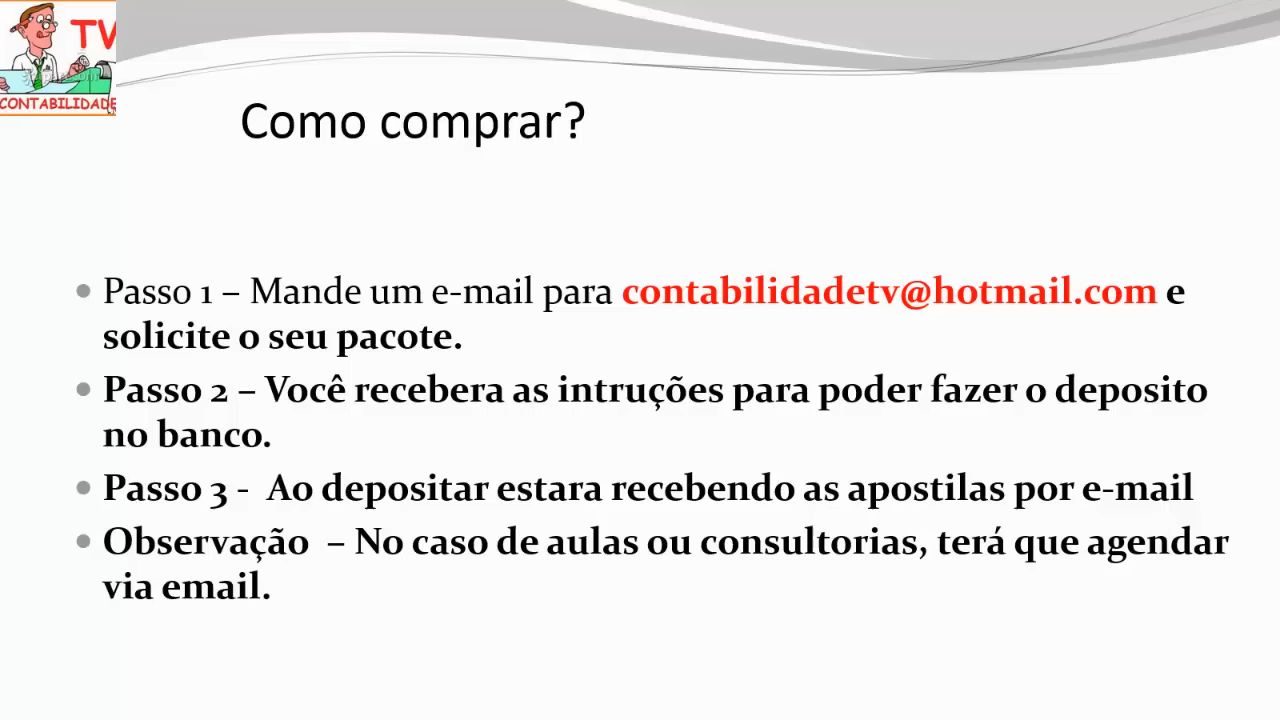 TV
CONTABILIDADE
Como comprar?
• Passo 1 – Mande um e-mail para contabilidadetv@hotmail.com e
solicite o seu pacote.
• Passo 2 – Você recebera as intruções para poder fazer o deposito
no banco.
• Passo 3 - Ao depositar estara recebendo as apostilas por e-mail
• Observação – No caso de aulas ou consultorias, terá que agendar
via email.